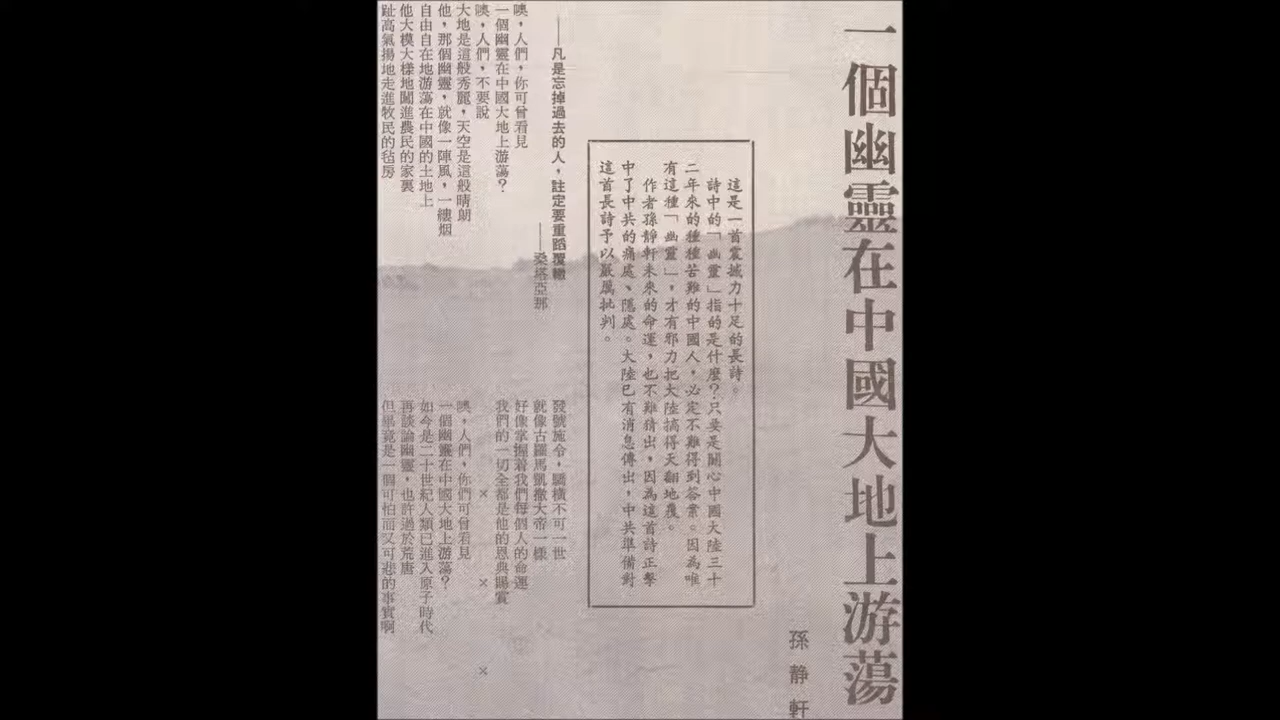 一個幽靈在中國大地上游蕩
孫静軒
這是一首震撼力十足的長詩。
詩中的「幽靈」指的是什麼？只要是關心中國大陸三十
二年來的種種苦難的中國人，必定不難得到答案。因為唯
有這種「幽靈」，才有邪力把大陸搞得天翻地覆。
作者孫靜軒未來的命運，也不難猜出，因為這首詩正擊
中了中共的痛處、隱處。大陸已有消息傳出，中共準備對
這首長詩予以嚴厲批判。
——凡是忘掉過去的人，註定要重蹈覆轍
——桑塔亞那
噢，人們，你可曾看見
一個幽靈在中國大地上游蕩？
噢，人們，不要說
大地是這般秀麗，天空是這般晴朗
他，那個幽靈，就像一陣風，一縷烟
自由自在地游蕩在中國的土地上
他大模大樣地闖進農民的家裏
趾高氣揚地走進牧民的毡房
發號施令，驕橫不可一世
就像古羅馬凱撒大帝一樣
好像掌握着我們每個人的命運
我們的一切全都是他的恩與賜賞
× × ×
噢，人們，你們可曾看見
一個幽靈在中國大地上游蕩？
如今是二十世紀人類已進入原子時代
再談論幽靈，也許過於荒唐
但畢竟是一個可怕而又可悲的事實啊